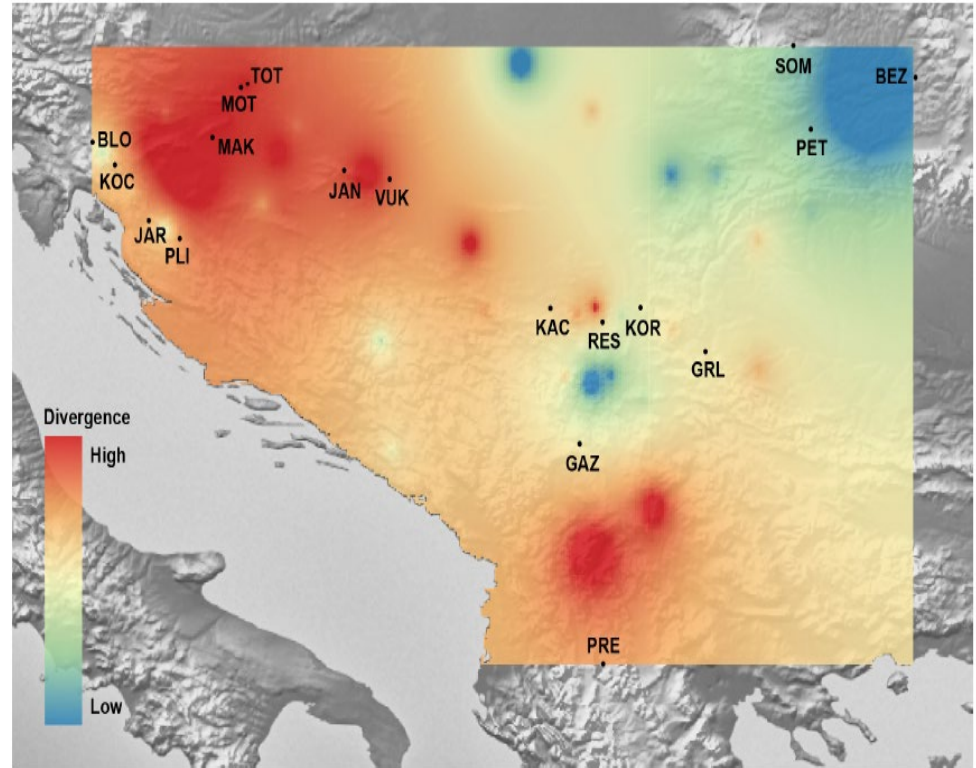 SOM
BEZ
TOT
MOT
BLO
MAK
PET
KOC
JAN
VUK
JAR
PLI
KAC
RES
KOR
GRL
Divergence
High
GAZ
PRE
Low